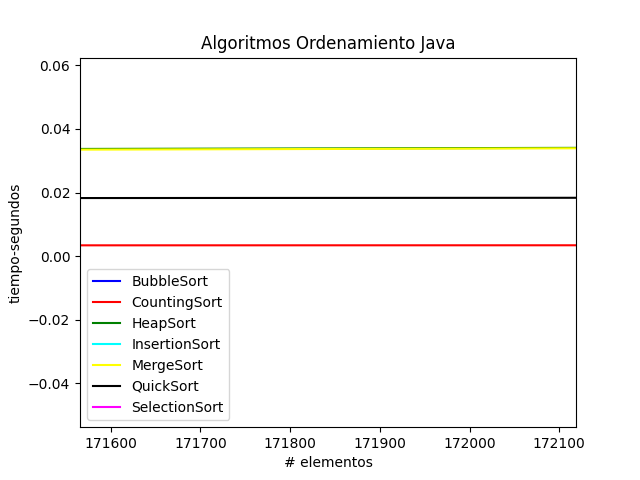 Algoritmos Ordenamiento Java
tiempo-segundos
0.06
0.04
0.02
0.00
−0.02
−0.04
BubbleSort
CountingSort
HeapSort
InsertionSort
MergeSort
QuickSort
SelectionSort
171600 171700 171800 171900 172000 172100
# elementos